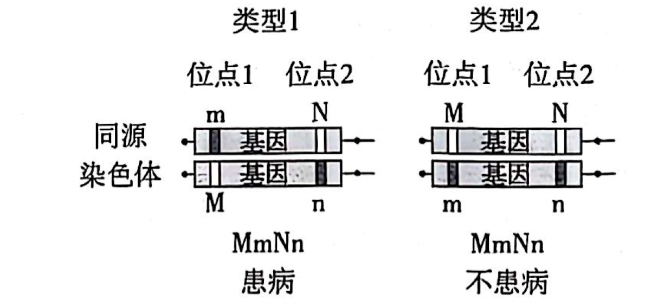 类型1 类型2
位点1 位点2 位点1 位点2
m N M N
同源 基因 基因
染色体 基因 基因
M n m n
MmNn MmNn
患病 不患病